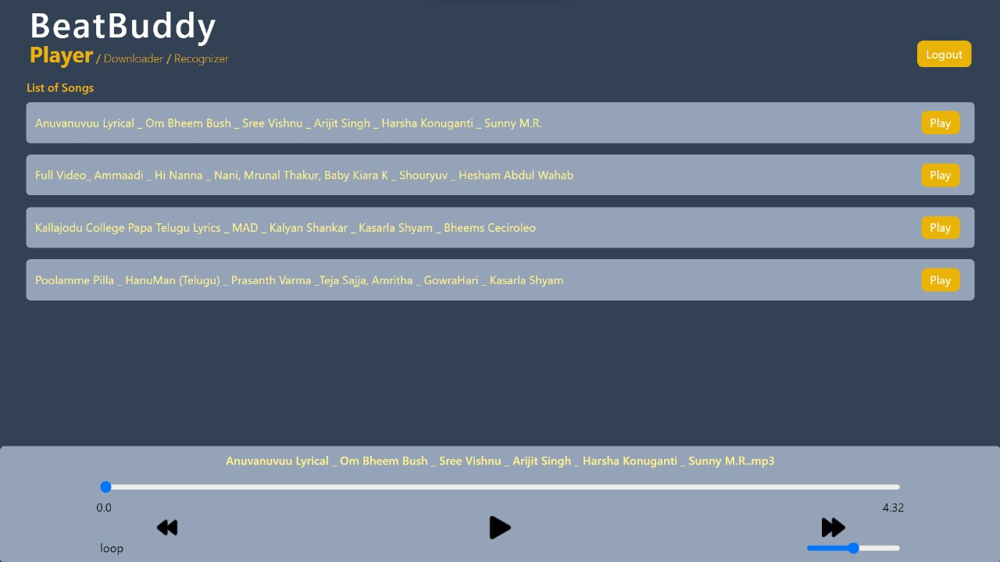 BeatBuddy
Player / Downloader / Recognizer
Logout
List of Songs
Anuvanuvuu Lyrical _ Om Bheem Bush _ Sree Vishnu _ Arijit Singh _ Harsha Konuganti _ Sunny M.R.
Play
Full Video_ Ammaadi _ Hi Nanna _ Nani, Mrunal Thakur, Baby Kiara K _ Shouryuv _ Hesham Abdul Wahab
Play
Kallajodu College Papa Telugu Lyrics _ MAD _ Kalyan Shankar _ Kasarla Shyam _ Bheems Ceciroleo
Play
Poolamme Pilla _ HanuMan (Telugu) _ Prasanth Varma _Teja Sajja, Amritha _ GowraHari _ Kasarla Shyam
Play
Anuvanuvuu Lyrical _ Om Bheem Bush _ Sree Vishnu _ Arijit Singh _ Harsha Konuganti _ Sunny M.R..mp3
0.0
4.32
loop